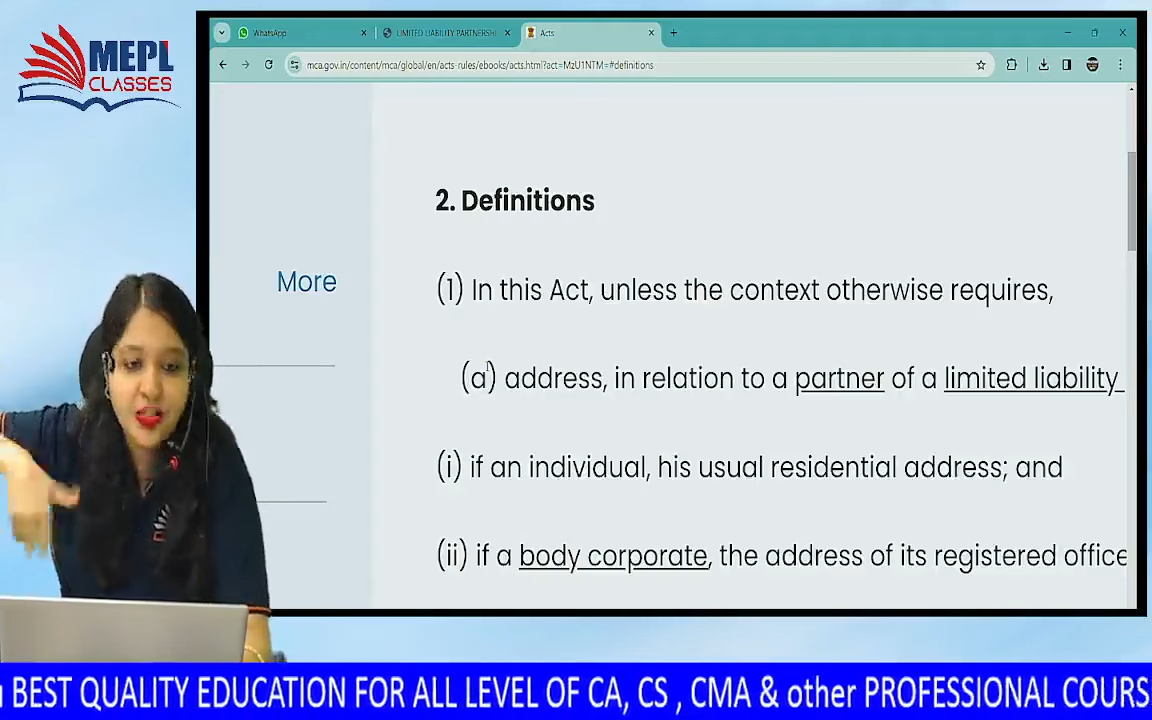 MEPL
CLASSES
WhatsApp
LIMITED LIABILITY PARTNERSHI
Acts
mca.gov.in/content/mca/global/en/acts-rules/ebooks/acts.html?act=MzU1NTM=#definitions
More
2. Definitions
(1) In this Act, unless the context otherwise requires,
(a) address, in relation to a partner of a limited liability
(i) if an individual, his usual residential address; and
(ii) if a body corporate, the address of its registered office
BEST QUALITY EDUCATION FOR ALL LEVEL OF CA, CS , CMA & other PROFESSIONAL COURS